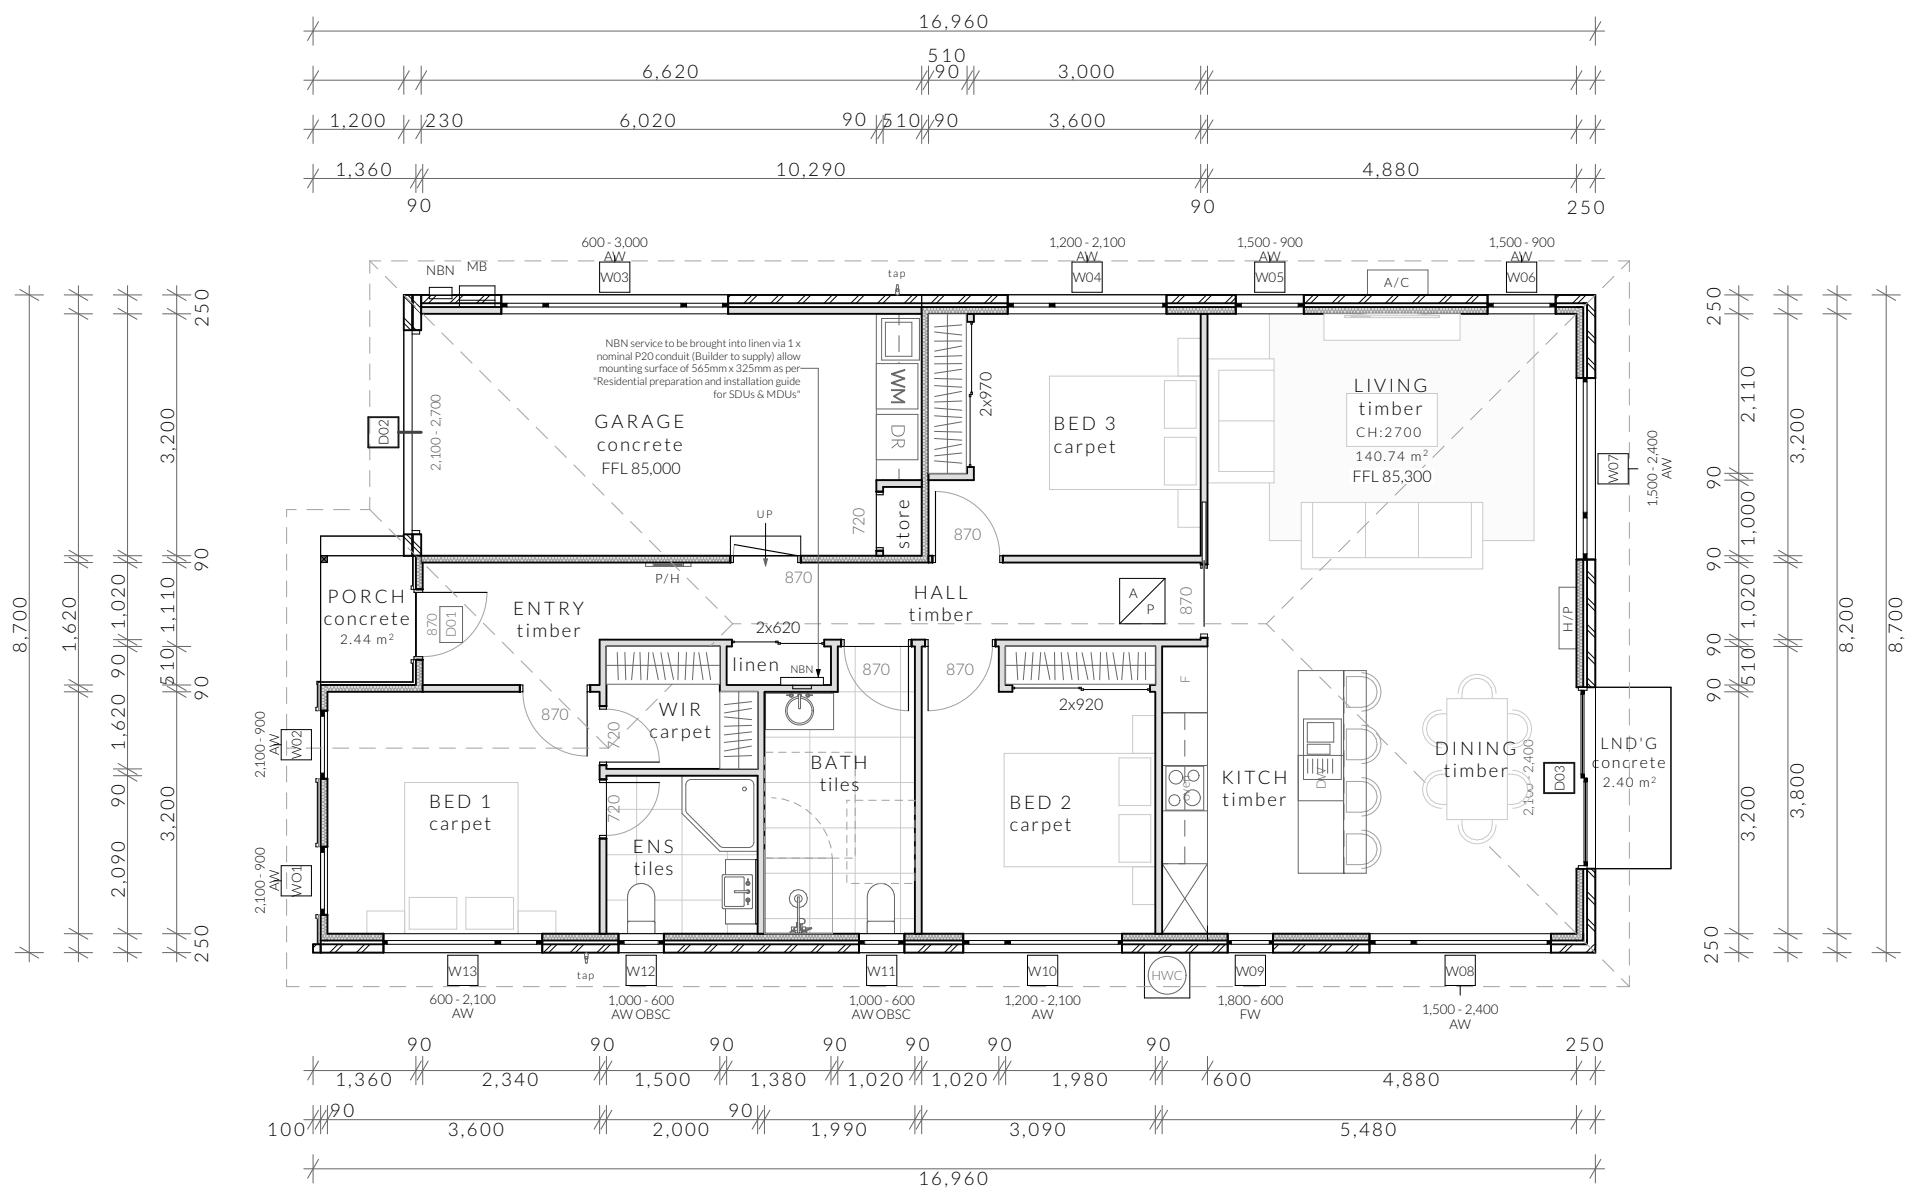 16,960
510
6,620
90
3,000
1,200
230
6,020
90
510
90
3,600
1,360
10,290
4,880
90
90
250
600 - 3,000
AW
W03
1,200 - 2,100
AW
W04
1,500 - 900
AW
W05
1,500 - 900
AW
W06
NBN
MB
tap
A/C
8,700
1,620
1,020
90
1,620
90
2,090
250
3,200
90
1,110
510
90
3,200
250
NBN service to be brought into linen via 1 x
nominal P20 conduit (Builder to supply) allow
mounting surface of 565mm x 325mm as per
"Residential preparation and installation guide
for SDUs & MDUs"
D02
2,100 - 2,700
GARAGE
concrete
FFL 85,000
WM
DR
720
store
UP
P/H
870
2x970
BED 3
carpet
870
LIVING
timber
CH:2700
140.74 m²
FFL 85,300
W07
1,500 - 2,400
AW
PORCH
concrete
2.44 m²
870
D01
ENTRY
timber
2x620
linen
NBN
HALL
timber
A
P
870
H/P
870
WIR
carpet
720
870
870
2x920
F
2,100 - 900
AW
W02
2,100 - 900
AW
W01
BED 1
carpet
720
ENS
tiles
BATH
tiles
BED 2
carpet
oven
KITCH
timber
DW
DINING
timber
2,100 - 2,400
D03
LND'G
concrete
2.40 m²
250
2,110
90
1,000
90
1,020
90
510
90
3,200
250
3,200
3,800
8,200
8,700
W13
600 - 2,100
AW
tap
W12
1,000 - 600
AW OBSC
W11
1,000 - 600
AW OBSC
W10
1,200 - 2,100
AW
HWC
W09
1,800 - 600
FW
W08
1,500 - 2,400
AW
90
90
90
90
90
90
90
250
1,360
2,340
1,500
1,380
1,020
1,020
1,980
600
4,880
100
90
3,600
2,000
90
1,990
3,090
5,480
16,960